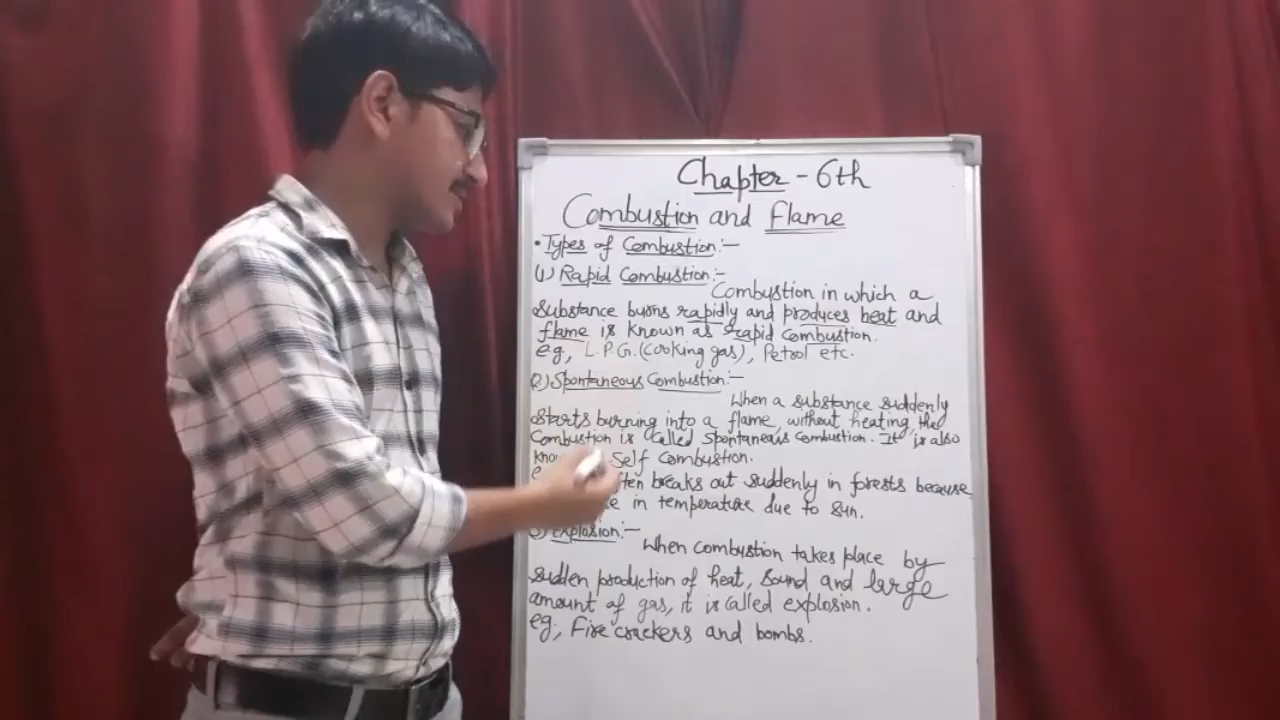 Chapter - 6th
Combustion and Flame
• Types of Combustion:-
(1) Rapid Combustion:-
Combustion in which a
substance burns rapidly and produces heat and
flame is known as rapid combustion.
eg, L.P.G. (cooking gas), Petrol etc.
(2) Spontaneous Combustion:-
When a substance suddenly
starts burning into a flame, without heating, the
combustion is called spontaneous combustion. It is also
Self Combustion.
breaks out suddenly in forests because
in temperature due to sun.
3) Explosion:-
When combustion takes place by
sudden production of heat, sound and large
amount of gas, it is called explosion.
eg; Fire crackers and bombs.